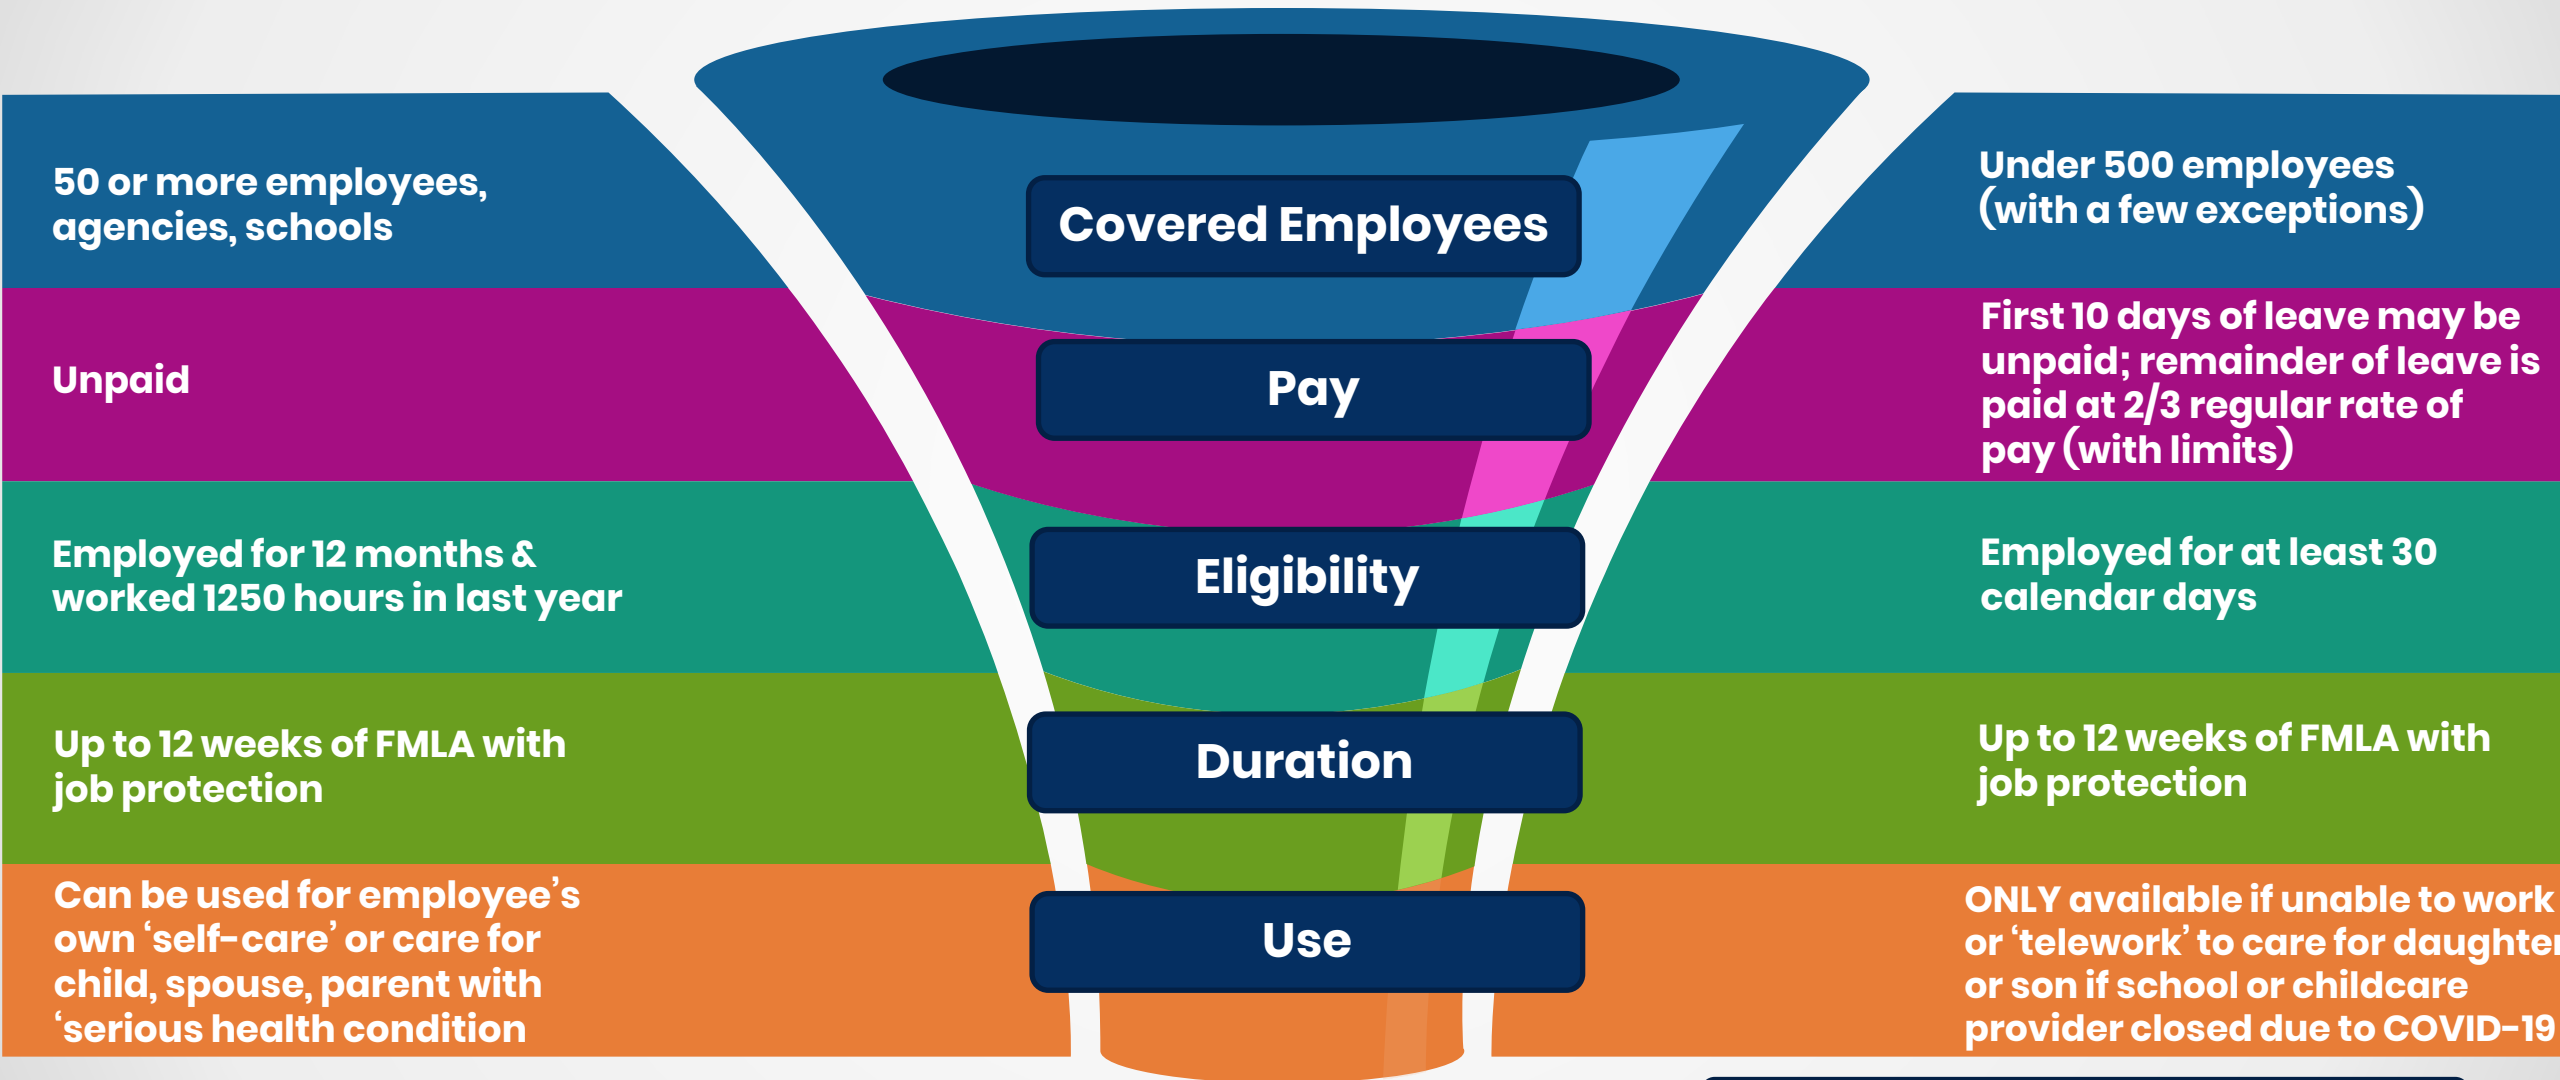 50 or more employees,
agencies, schools
Covered Employees
Under 500 employees
(with a few exceptions)
Unpaid
Pay
First 10 days of leave may be
unpaid; remainder of leave is
paid at 2/3 regular rate of
pay (with limits)
Employed for 12 months &
worked 1250 hours in last year
Eligibility
Employed for at least 30
calendar days
Up to 12 weeks of FMLA with
job protection
Duration
Up to 12 weeks of FMLA with
job protection
Can be used for employee’s
own ‘self-care’ or care for
child, spouse, parent with
‘serious health condition
Use
ONLY available if unable to work
or ‘telework’ to care for daughter
or son if school or childcare
provider closed due to COVID-19